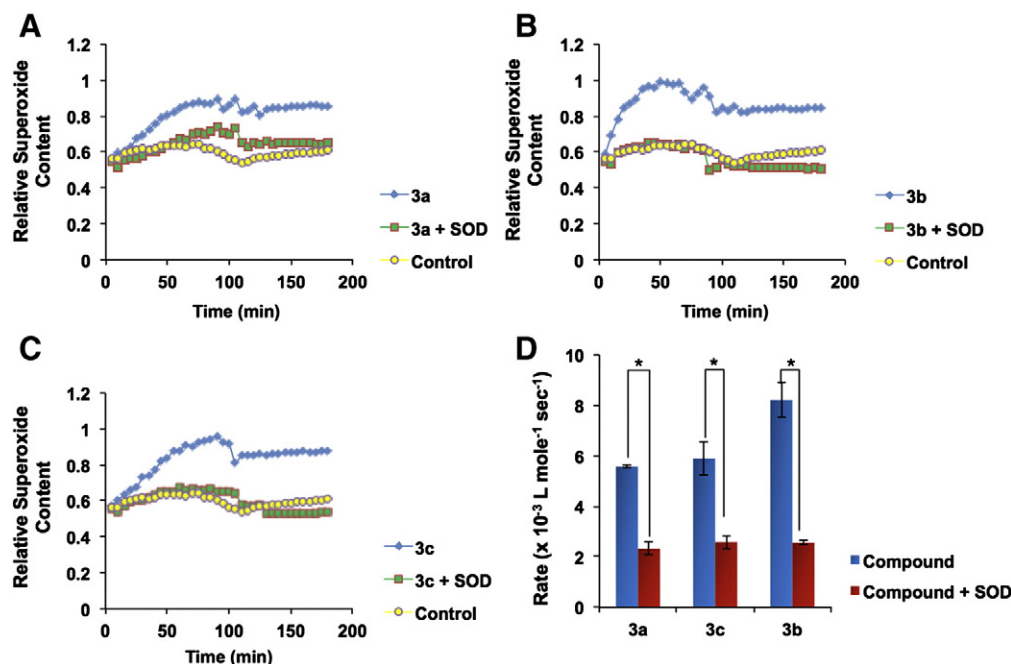 A
Relative Superoxide
Content
1.2
1
0.8
0.6
0.4
0.2
0
0 50 100 150 200
Time (min)
3a
3a + SOD
Control
B
Relative Superoxide
Content
1.2
1
0.8
0.6
0.4
0.2
0
0 50 100 150 200
Time (min)
3b
3b + SOD
Control
C
Relative Superoxide
Content
1.2
1
0.8
0.6
0.4
0.2
0
0 50 100 150 200
Time (min)
3c
3c + SOD
Control
D
Rate (x 10⁻³ L mole⁻¹ sec⁻¹)
10
8
6
4
2
0
* * *
3a 3c 3b
Compound
Compound + SOD